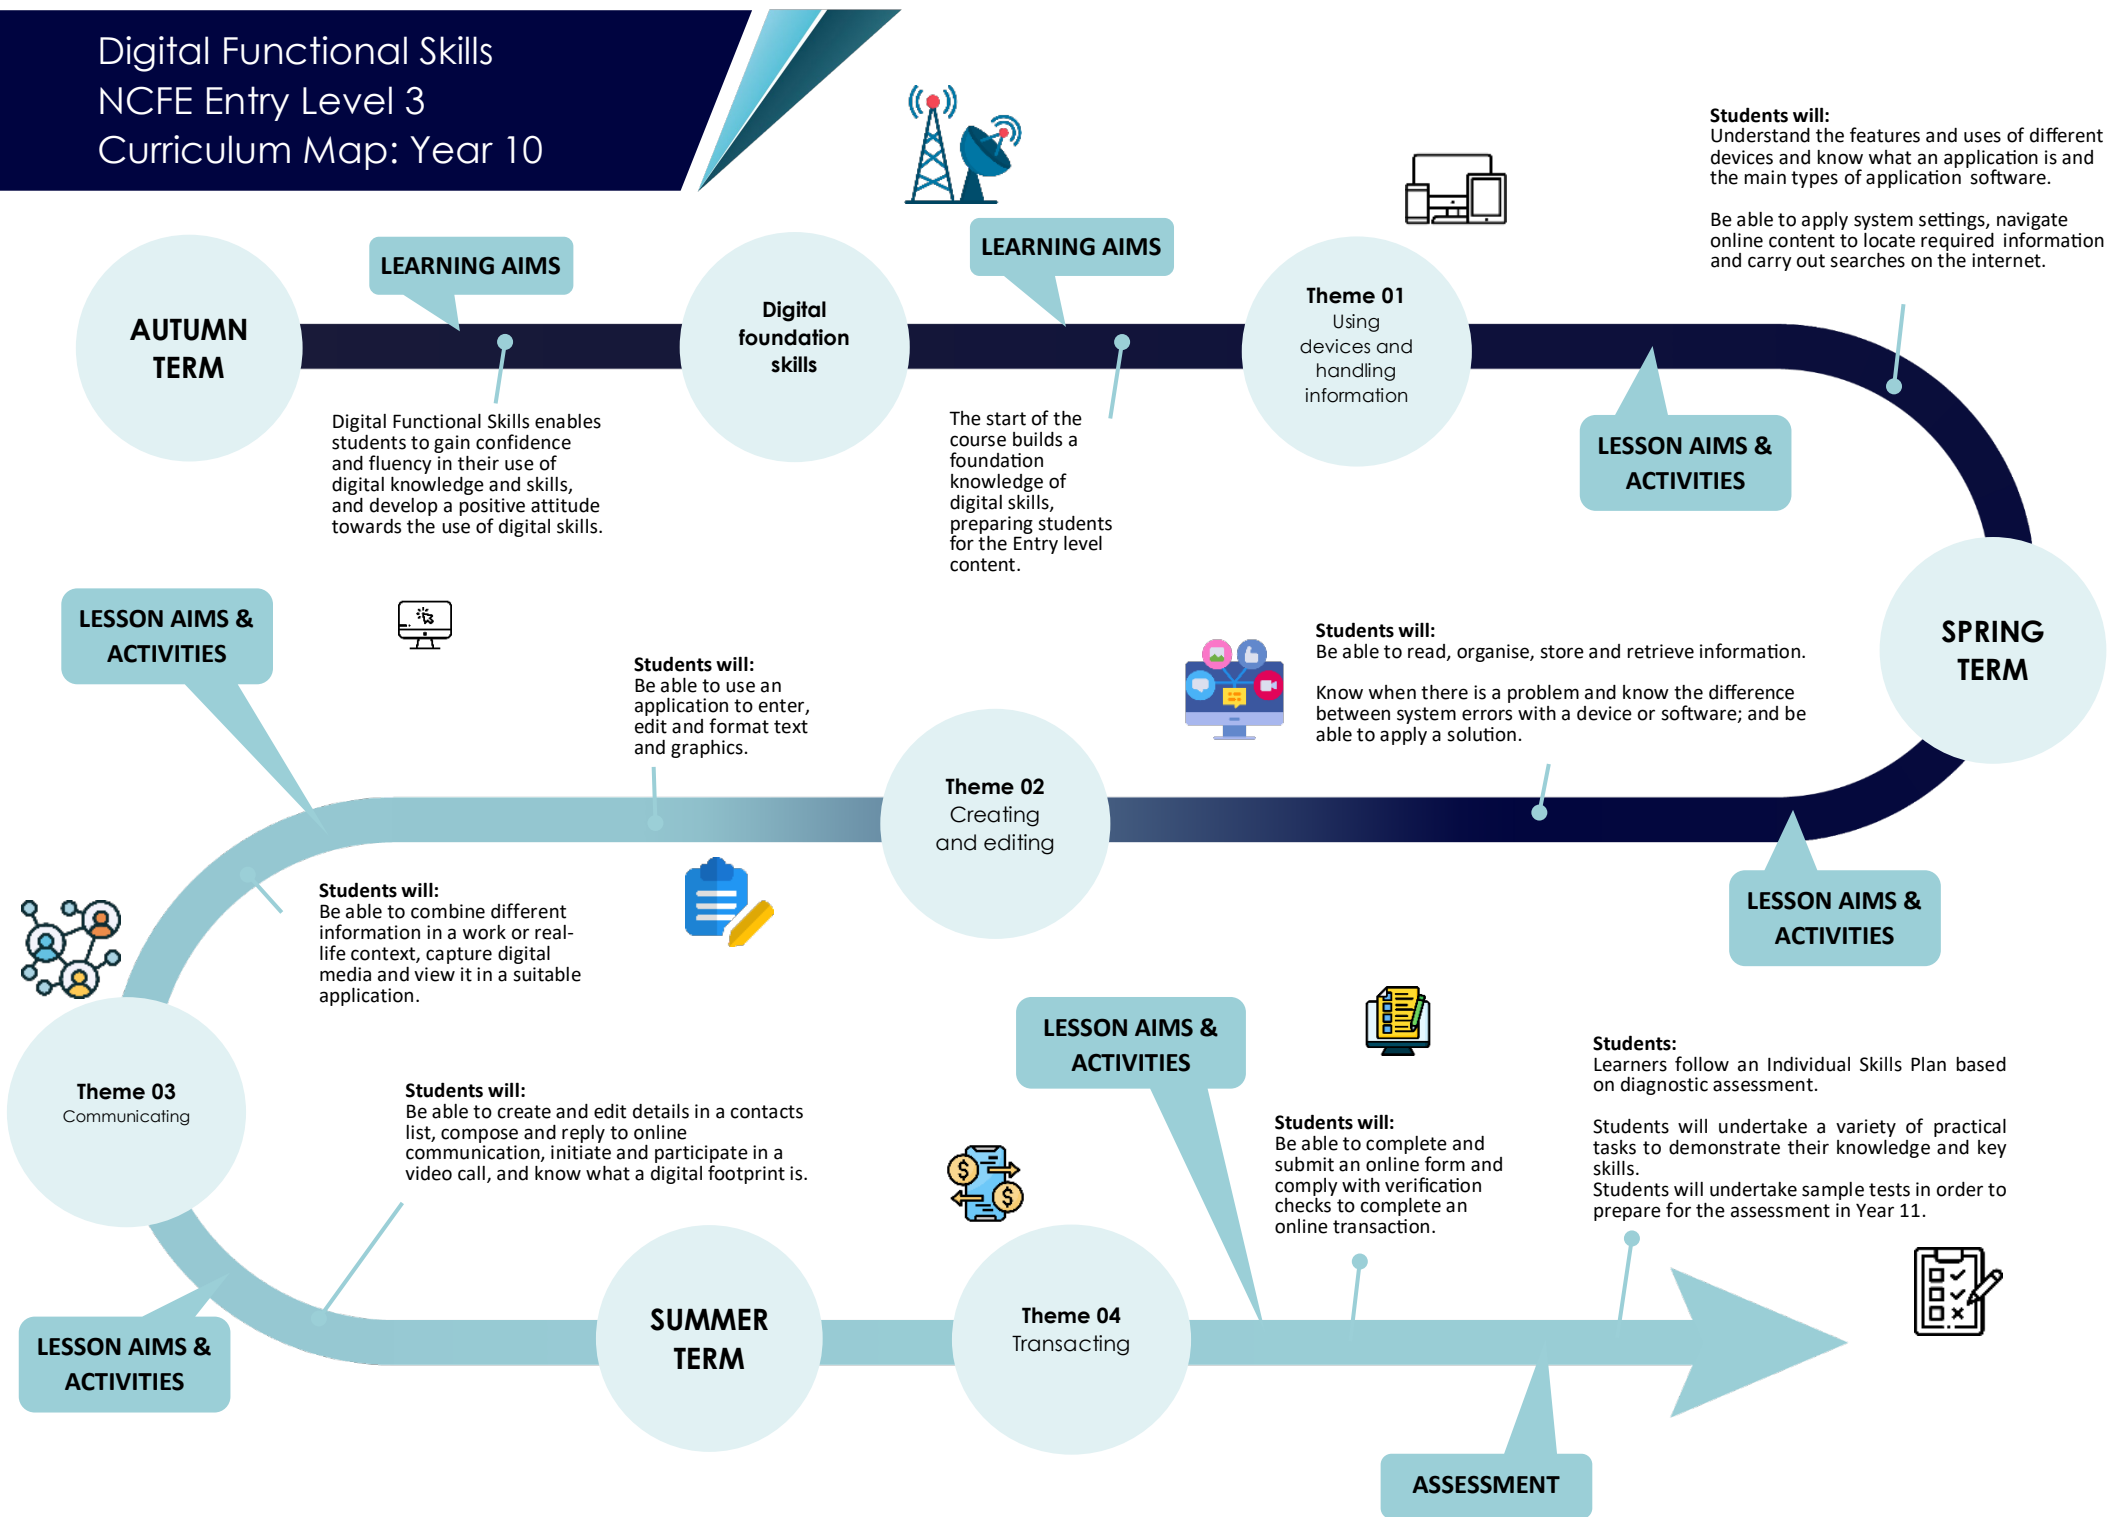 Digital Functional Skills
NCFE Entry Level 3
Curriculum Map: Year 10
AUTUMN
TERM
LEARNING AIMS
Digital Functional Skills enables
students to gain confidence
and fluency in their use of
digital knowledge and skills,
and develop a positive attitude
towards the use of digital skills.
Digital
foundation
skills
LEARNING AIMS
The start of the
course builds a
foundation
knowledge of
digital skills,
preparing students
for the Entry level
content.
Theme 01
Using
devices and
handling
information
LESSON AIMS &
ACTIVITIES
Students will:
Understand the features and uses of different
devices and know what an application is and
the main types of application software.
Be able to apply system settings, navigate
online content to locate required information
and carry out searches on the internet.
SPRING
TERM
LESSON AIMS &
ACTIVITIES
Students will:
Be able to read, organise, store and retrieve information.
Know when there is a problem and know the difference
between system errors with a device or software; and be
able to apply a solution.
Theme 02
Creating
and editing
Students will:
Be able to use an
application to enter,
edit and format text
and graphics.
LESSON AIMS &
ACTIVITIES
Students will:
Be able to combine different
information in a work or real-
life context, capture digital
media and view it in a suitable
application.
Theme 03
Communicating
LESSON AIMS &
ACTIVITIES
Students will:
Be able to create and edit details in a contacts
list, compose and reply to online
communication, initiate and participate in a
video call, and know what a digital footprint is.
SUMMER
TERM
Theme 04
Transacting
LESSON AIMS &
ACTIVITIES
Students will:
Be able to complete and
submit an online form and
comply with verification
checks to complete an
online transaction.
Students:
Learners follow an Individual Skills Plan based
on diagnostic assessment.
Students will undertake a variety of practical
tasks to demonstrate their knowledge and key
skills.
Students will undertake sample tests in order to
prepare for the assessment in Year 11.
ASSESSMENT